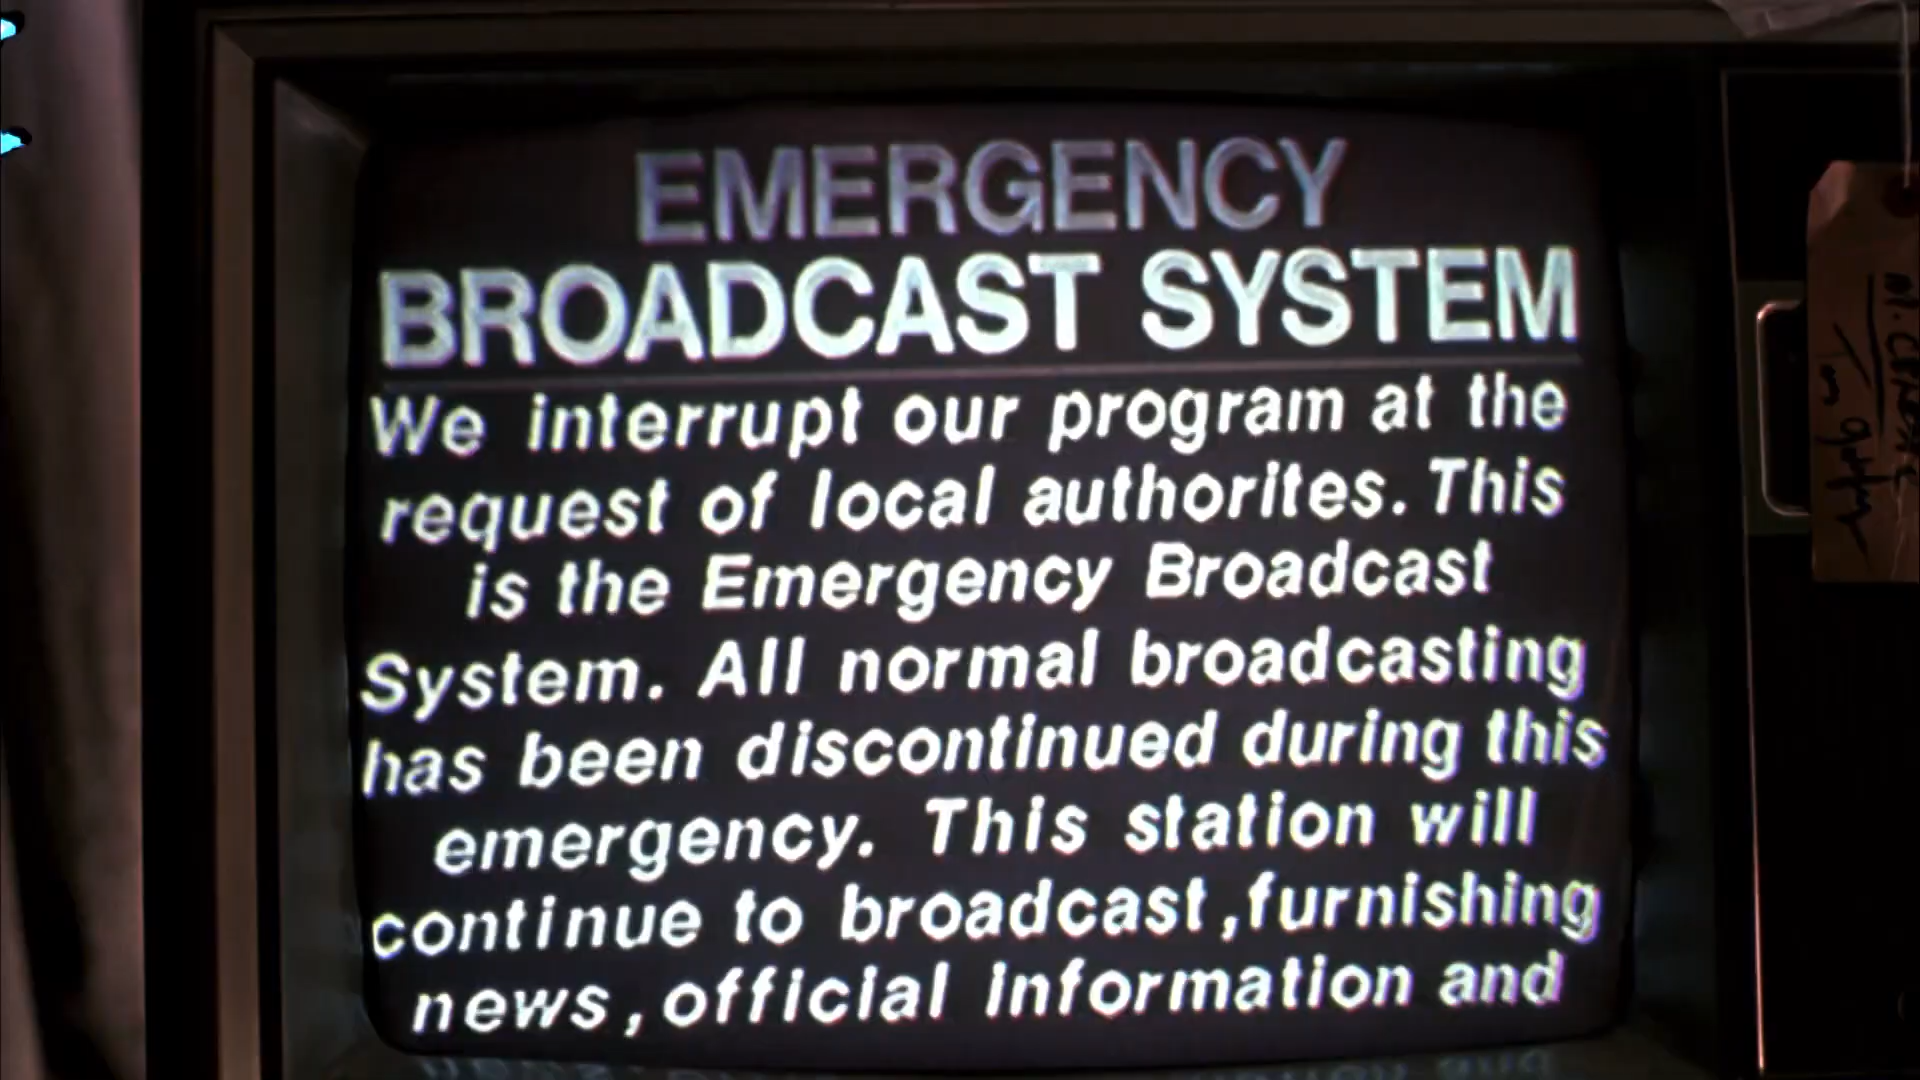 EMERGENCY
BROADCAST SYSTEM
We interrupt our program at the
request of local authorites. This
is the Emergency Broadcast
System. All normal broadcasting
has been discontinued during this
emergency. This station will
continue to broadcast,furnishing
news,official information and